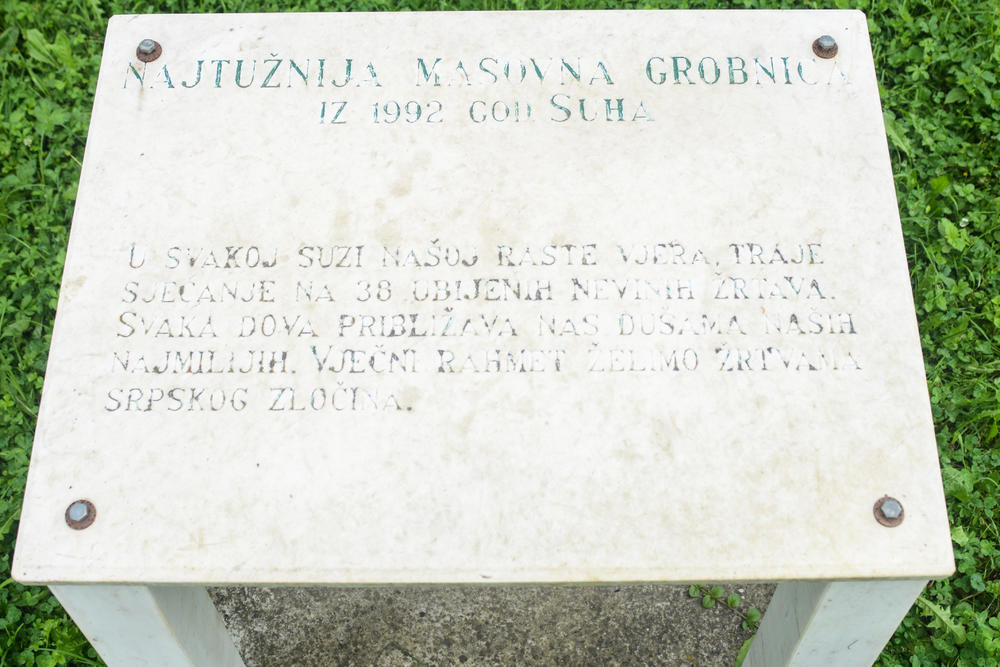 NAJTUŽNIJA MASOVNA GROBNICA
IZ 1992 GOD SUHA
U SVAKOJ SUZI NAŠOJ RASTE VJERA, TRAJE
SJEĆANJE NA 38 UBIJENIH NEVINIH ŽRTAVA.
SVAKA DOVA PRIBLIŽAVA NAS DUŠAMA NAŠIH
NAJMILIJIH. VJEČNI RAHMET ŽELIMO ŽRTVAMA
SRPSKOG ZLOČINA.